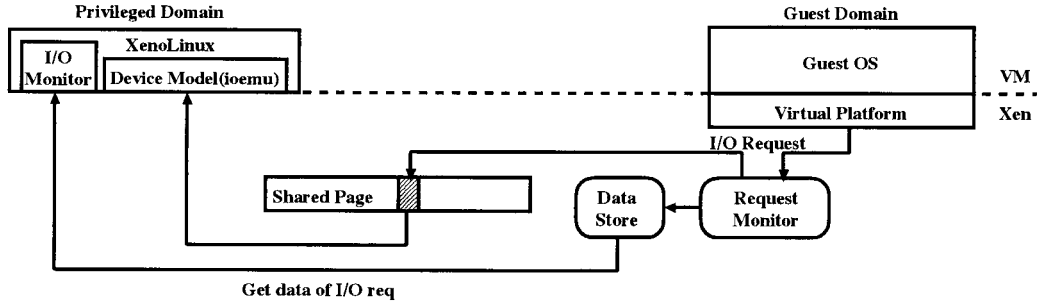 Privileged Domain
Guest Domain
XenoLinux
I/O
Monitor
Device Model(ioemu)
Guest OS
VM
Virtual Platform
Xen
I/O Request
Shared Page
Data
Store
Request
Monitor
Get data of I/O req